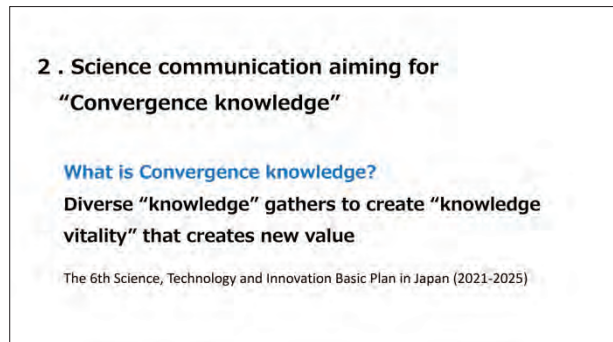 2 . Science communication aiming for
“Convergence knowledge”
What is Convergence knowledge?
Diverse “knowledge” gathers to create “knowledge
vitality” that creates new value
The 6th Science, Technology and Innovation Basic Plan in Japan (2021-2025)